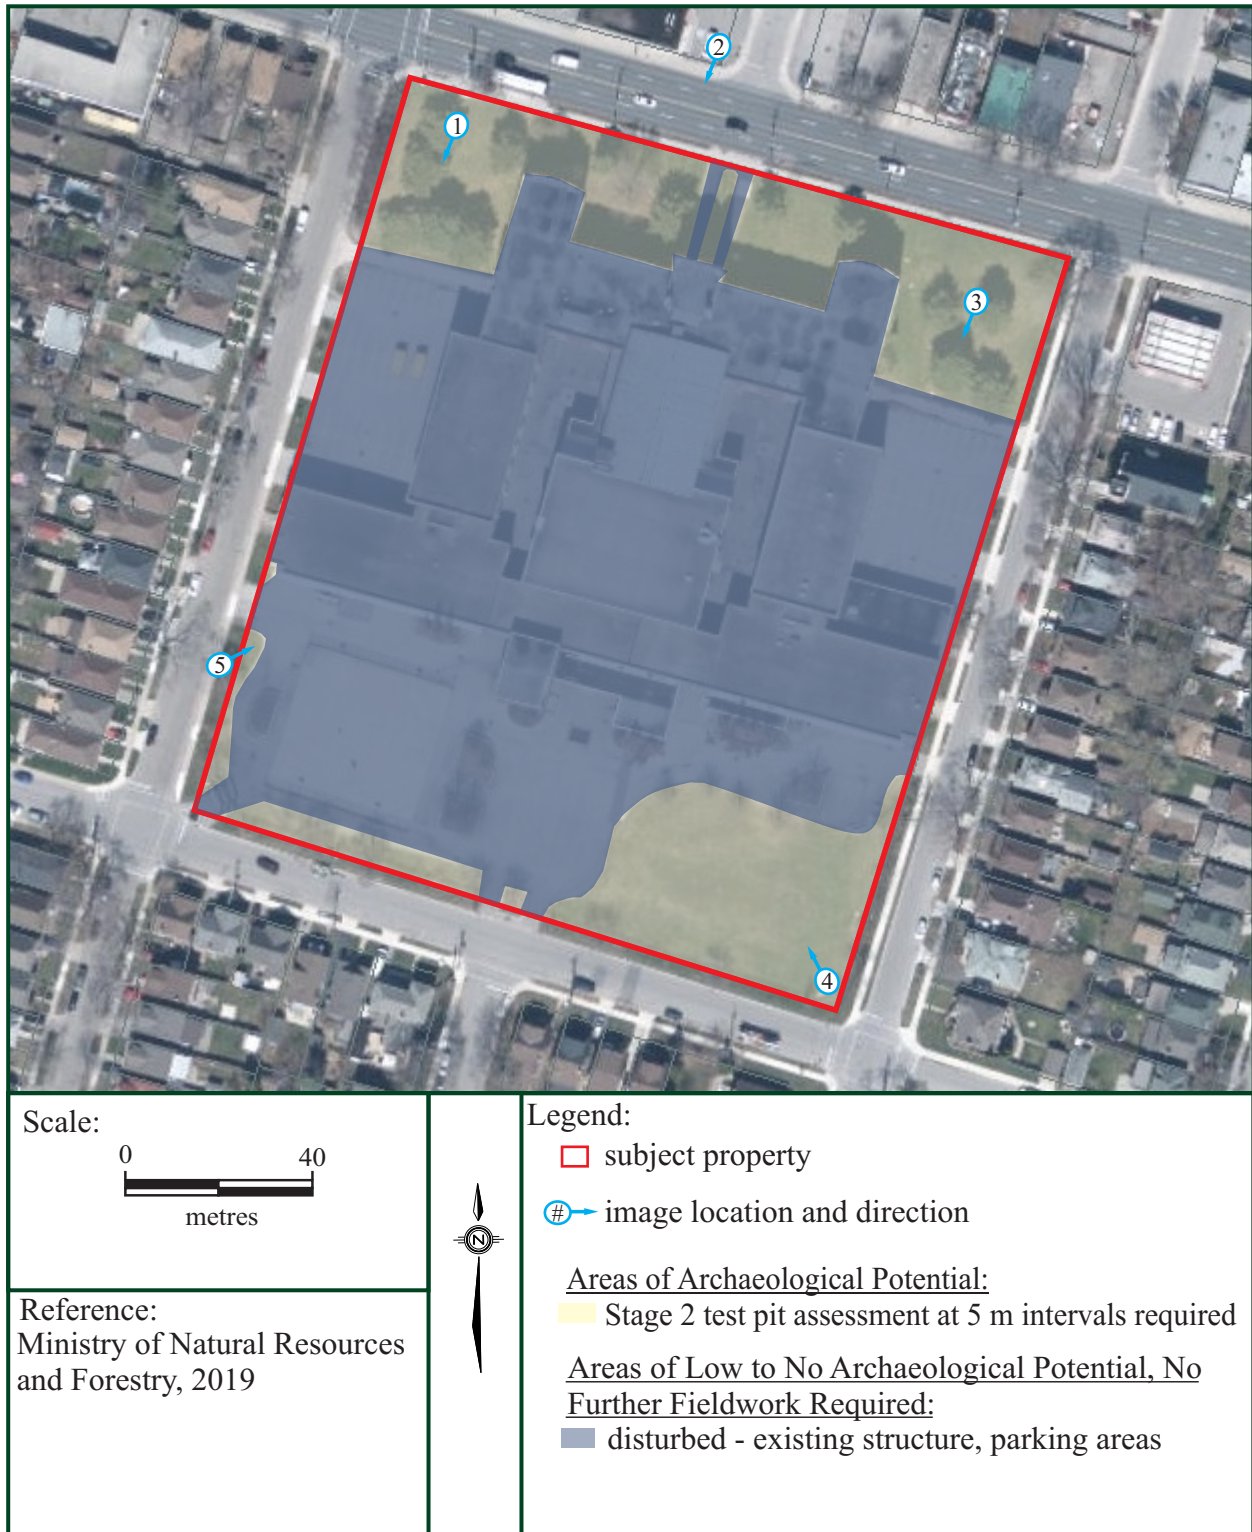 2
1
3
5
4
Scale:
0 40
metres
Reference:
Ministry of Natural Resources
and Forestry, 2019
N
Legend:
subject property
# image location and direction
Areas of Archaeological Potential:
Stage 2 test pit assessment at 5 m intervals required
Areas of Low to No Archaeological Potential, No
Further Fieldwork Required:
disturbed - existing structure, parking areas